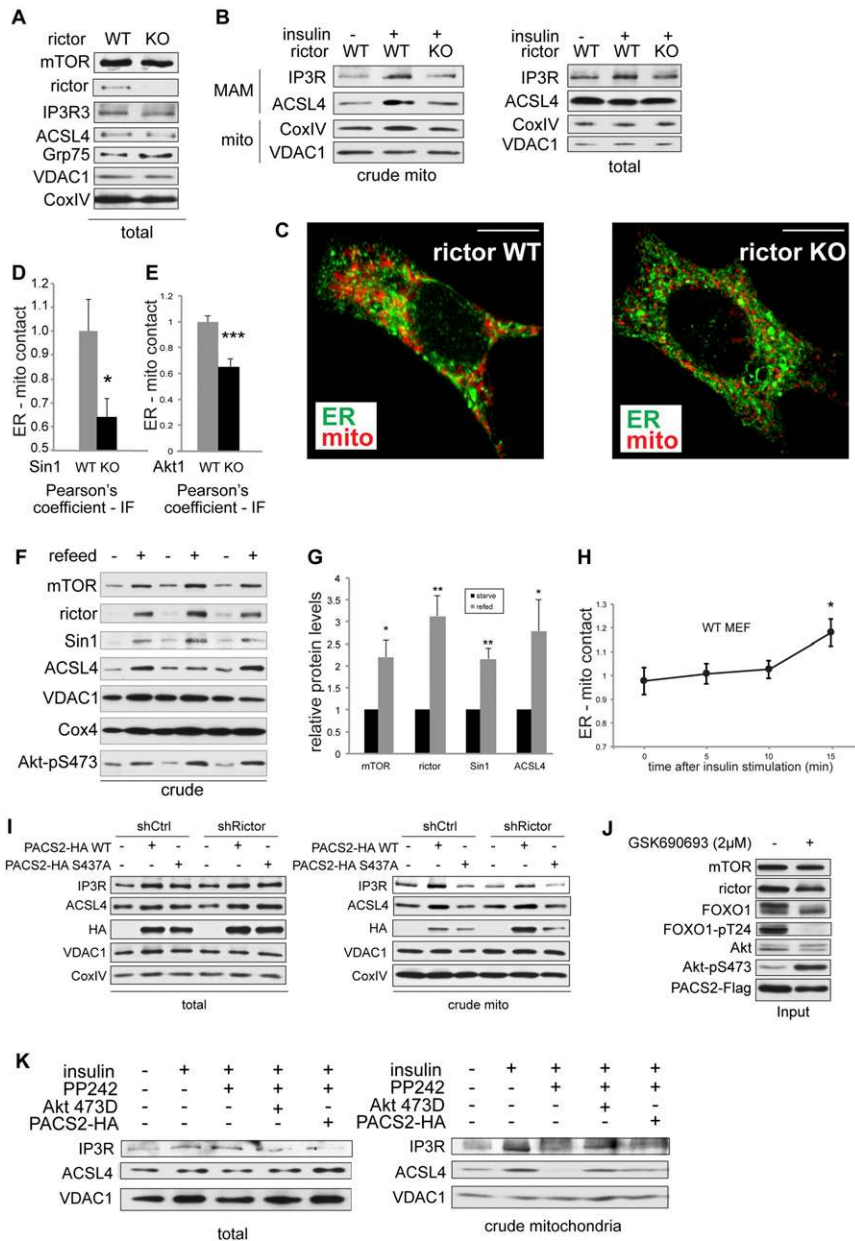 A
rictor WT KO
mTOR
rictor
IP3R3
ACSL4
Grp75
VDAC1
CoxIV
total
B
insulin - + +
rictor WT WT KO
MAM
IP3R
ACSL4
mito
CoxIV
VDAC1
crude mito
- + +
insulin
rictor WT WT KO
IP3R
ACSL4
CoxIV
VDAC1
total
C
rictor WT
ER
mito
rictor KO
ER
mito
D
ER - mito contact
1.2
1.1
1.0
0.9
0.8
0.7
0.6
0.5
*
Sin1 WT KO
Pearson's
coefficient - IF
E
ER - mito contact
1.2
1
0.8
0.6
0.4
0.2
0
***
Akt1 WT KO
Pearson's
coefficient - IF
F
refeed - + - + - +
mTOR
rictor
Sin1
ACSL4
VDAC1
Cox4
Akt-pS473
crude
G
relative protein levels
4
3.5
3
2.5
2
1.5
1
0.5
0
starve
refed
* ** ** *
mTOR rictor Sin1 ACSL4
H
ER - mito contact
1.3
1.2
1.1
1
0.9
0.7
WT MEF
*
0 5 10 15
time after insulin stimulation (min)
I
shCtrl shRictor
PACS2-HA WT + +
PACS2-HA S437A + +
IP3R
ACSL4
HA
VDAC1
CoxIV
total
shCtrl shRictor
PACS2-HA WT + +
PACS2-HA S437A + +
IP3R
ACSL4
HA
VDAC1
CoxIV
crude mito
J
GSK690693 (2μM) - +
mTOR
rictor
FOXO1
FOXO1-pT24
Akt
Akt-pS473
PACS2-Flag
Input
K
insulin - + + + +
PP242 - - + + +
Akt 473D - - - + -
PACS2-HA - - - - +
IP3R
ACSL4
VDAC1
total
insulin - + + + +
PP242 - - + + +
Akt 473D - - - + -
PACS2-HA - - - - +
IP3R
ACSL4
VDAC1
crude mitochondria